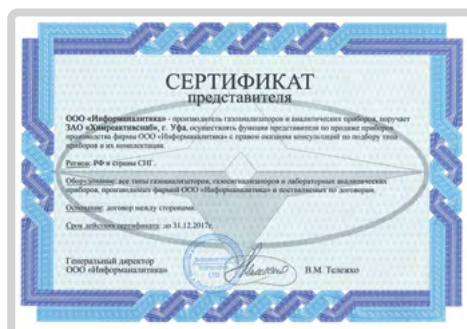 СЕРТИФИКАТ
представителя
ООО «Информаналитика» - производитель газоанализаторов и аналитических приборов, поручает
ЗАО «Химреактивснаб», г. Уфа, осуществлять функции представителя по продаже приборов
производства фирмы ООО «Информаналитика» с правом оказания консультаций по подбору типа
приборов и их комплектации.
Регион: РФ и страны СНГ.
Оборудование: все типы газоанализаторов, газосигнализаторов и лабораторных аналитических
приборов, производимых фирмой ООО «Информаналитика» и поставляемых по договорам.
Основание: договор между сторонами.
Срок действия сертификата: до 31.12.2017г.
Генеральный директор
ООО «Информаналитика»
В.М. Тележко